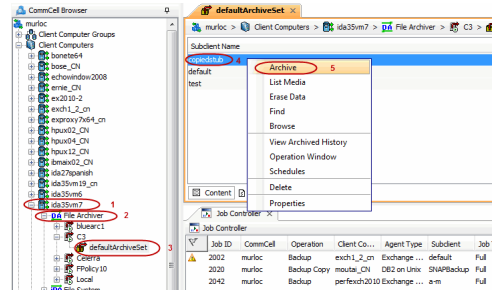 CommCell Browser
murloc
Client Computer Groups
Client Computers
bonete64
bose_CN
echowindow2008
ernie_CN
ex2010-2
exch1_2_cn
exproxy7x64_cn
hpux02_CN
hpux04_CN
hpux12_CN
ibmaix02_CN
ida27spanish
ida35vm19_cn
ida35vm6
ida35vm7 1
File Archiver 2
bluearc1
C3
defaultArchiveSet 3
Celerra
FPolicy10
Local
File System
defaultArchiveSet
murloc > Client Computers > ida35vm7 > File Archiver > C3 >
Subclient Name
copiedstub 4
default
test
Archive 5
List Media
Erase Data
Find
Browse
View Archived History
Operation Window
Schedules
Delete
Properties
Content
Job Controller
Job Controller
Job ID CommCell Operation Client Co... Agent Type Subclient Job
2002 murloc Backup exch1_2_cn Exchange ... default Full
2020 murloc Backup Copy moutai_CN DB2 on Unix SNAPBackup Full
2042 murloc Backup perfexch2010 Exchange ... a-m Full